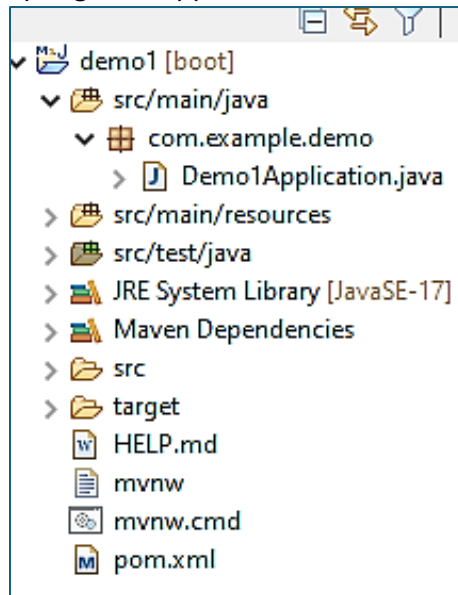 demo1 [boot]
src/main/java
com.example.demo
Demo1Application.java
src/main/resources
src/test/java
JRE System Library [JavaSE-17]
Maven Dependencies
src
target
HELP.md
mvnw
mvnw.cmd
pom.xml